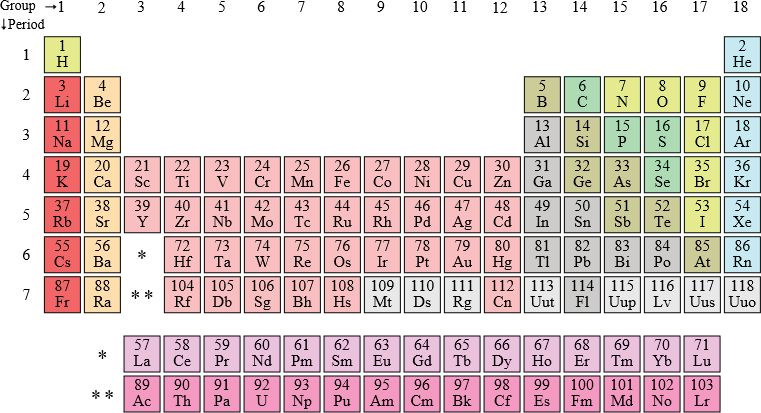 Group →1 2 3 4 5 6 7 8 9 10 11 12 13 14 15 16 17 18
↓Period
1 1 2
H He
2 3 4 5 6 7 8 9 10
Li Be B C N O F Ne
3 11 12 13 14 15 16 17 18
Na Mg Al Si P S Cl Ar
4 19 20 21 22 23 24 25 26 27 28 29 30 31 32 33 34 35 36
K Ca Sc Ti V Cr Mn Fe Co Ni Cu Zn Ga Ge As Se Br Kr
5 37 38 39 40 41 42 43 44 45 46 47 48 49 50 51 52 53 54
Rb Sr Y Zr Nb Mo Tc Ru Rh Pd Ag Cd In Sn Sb Te I Xe
6 55 56 * 72 73 74 75 76 77 78 79 80 81 82 83 84 85 86
Cs Ba Hf Ta W Re Os Ir Pt Au Hg Tl Pb Bi Po At Rn
7 87 88 ** 104 105 106 107 108 109 110 111 112 113 114 115 116 117 118
Fr Ra Rf Db Sg Bh Hs Mt Ds Rg Cn Uut Fl Uup Lv Uus Uuo
* 57 58 59 60 61 62 63 64 65 66 67 68 69 70 71
La Ce Pr Nd Pm Sm Eu Gd Tb Dy Ho Er Tm Yb Lu
** 89 90 91 92 93 94 95 96 97 98 99 100 101 102 103
Ac Th Pa U Np Pu Am Cm Bk Cf Es Fm Md No Lr